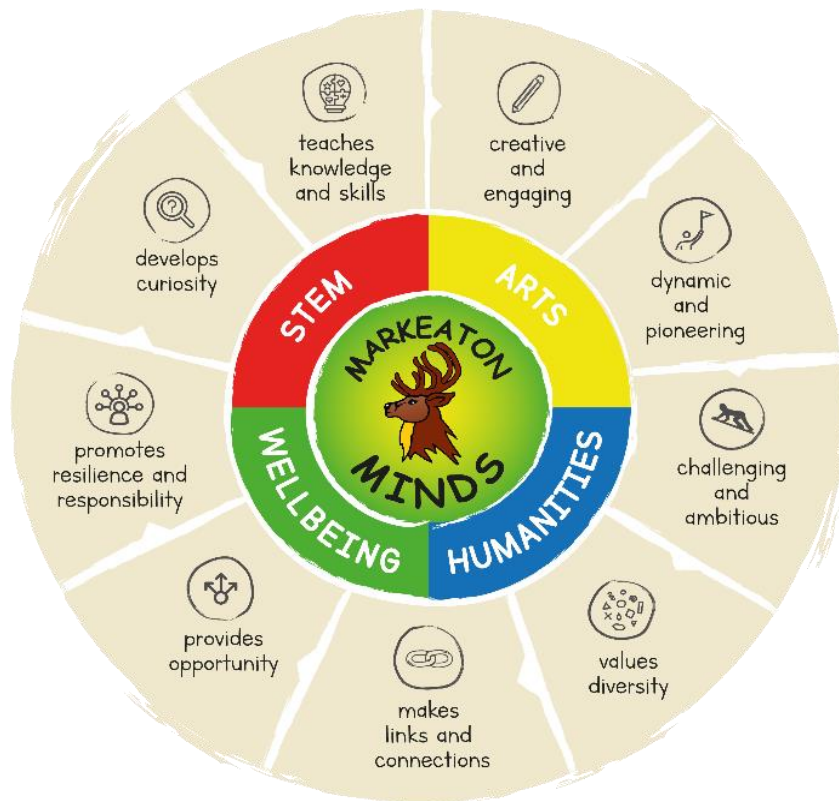 teaches
knowledge
and skills
creative
and
engaging
dynamic
and
pioneering
challenging
and
ambitious
values
diversity
makes
links and
connections
provides
opportunity
promotes
resilience and
responsibility
develops
curiosity
STEM
ARTS
HUMANITIES
WELLBEING
MARKEATON
MINDS
?